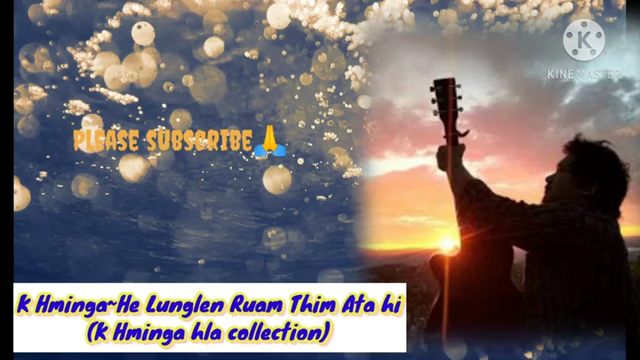 K
KINEMASTER
PLEASE SUBSCRIBE🙏
K Hminga~He Lunglen Ruam Thim Ata hi
(K Hminga hla collection)